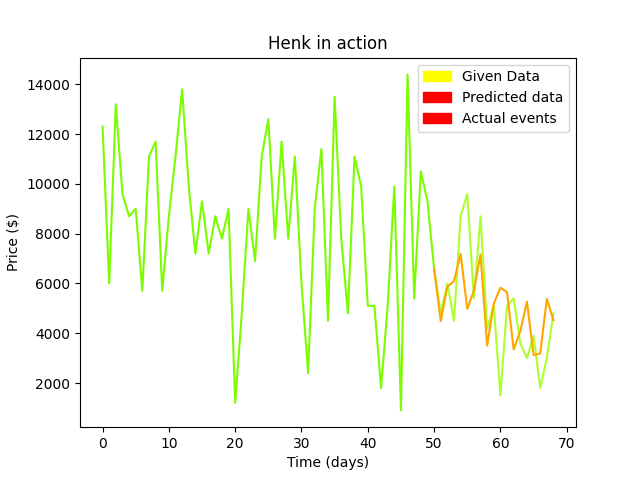 Henk in action
Given Data
Predicted data
Actual events
Price ($)
14000
12000
10000
8000
6000
4000
2000
0 10 20 30 40 50 60 70
Time (days)